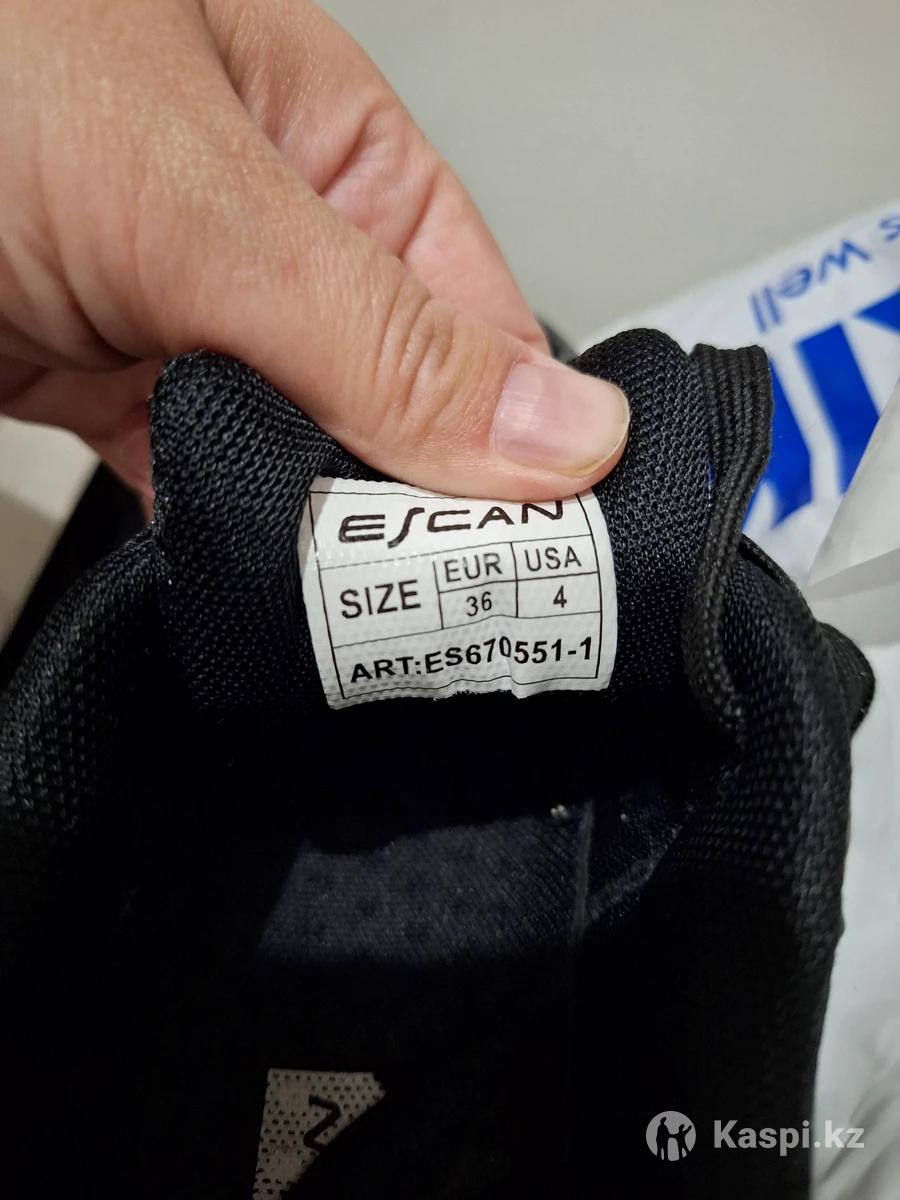 s well
ESCAN
SIZE EUR USA
36 4
ART:ES670551-1
Kaspi.kz